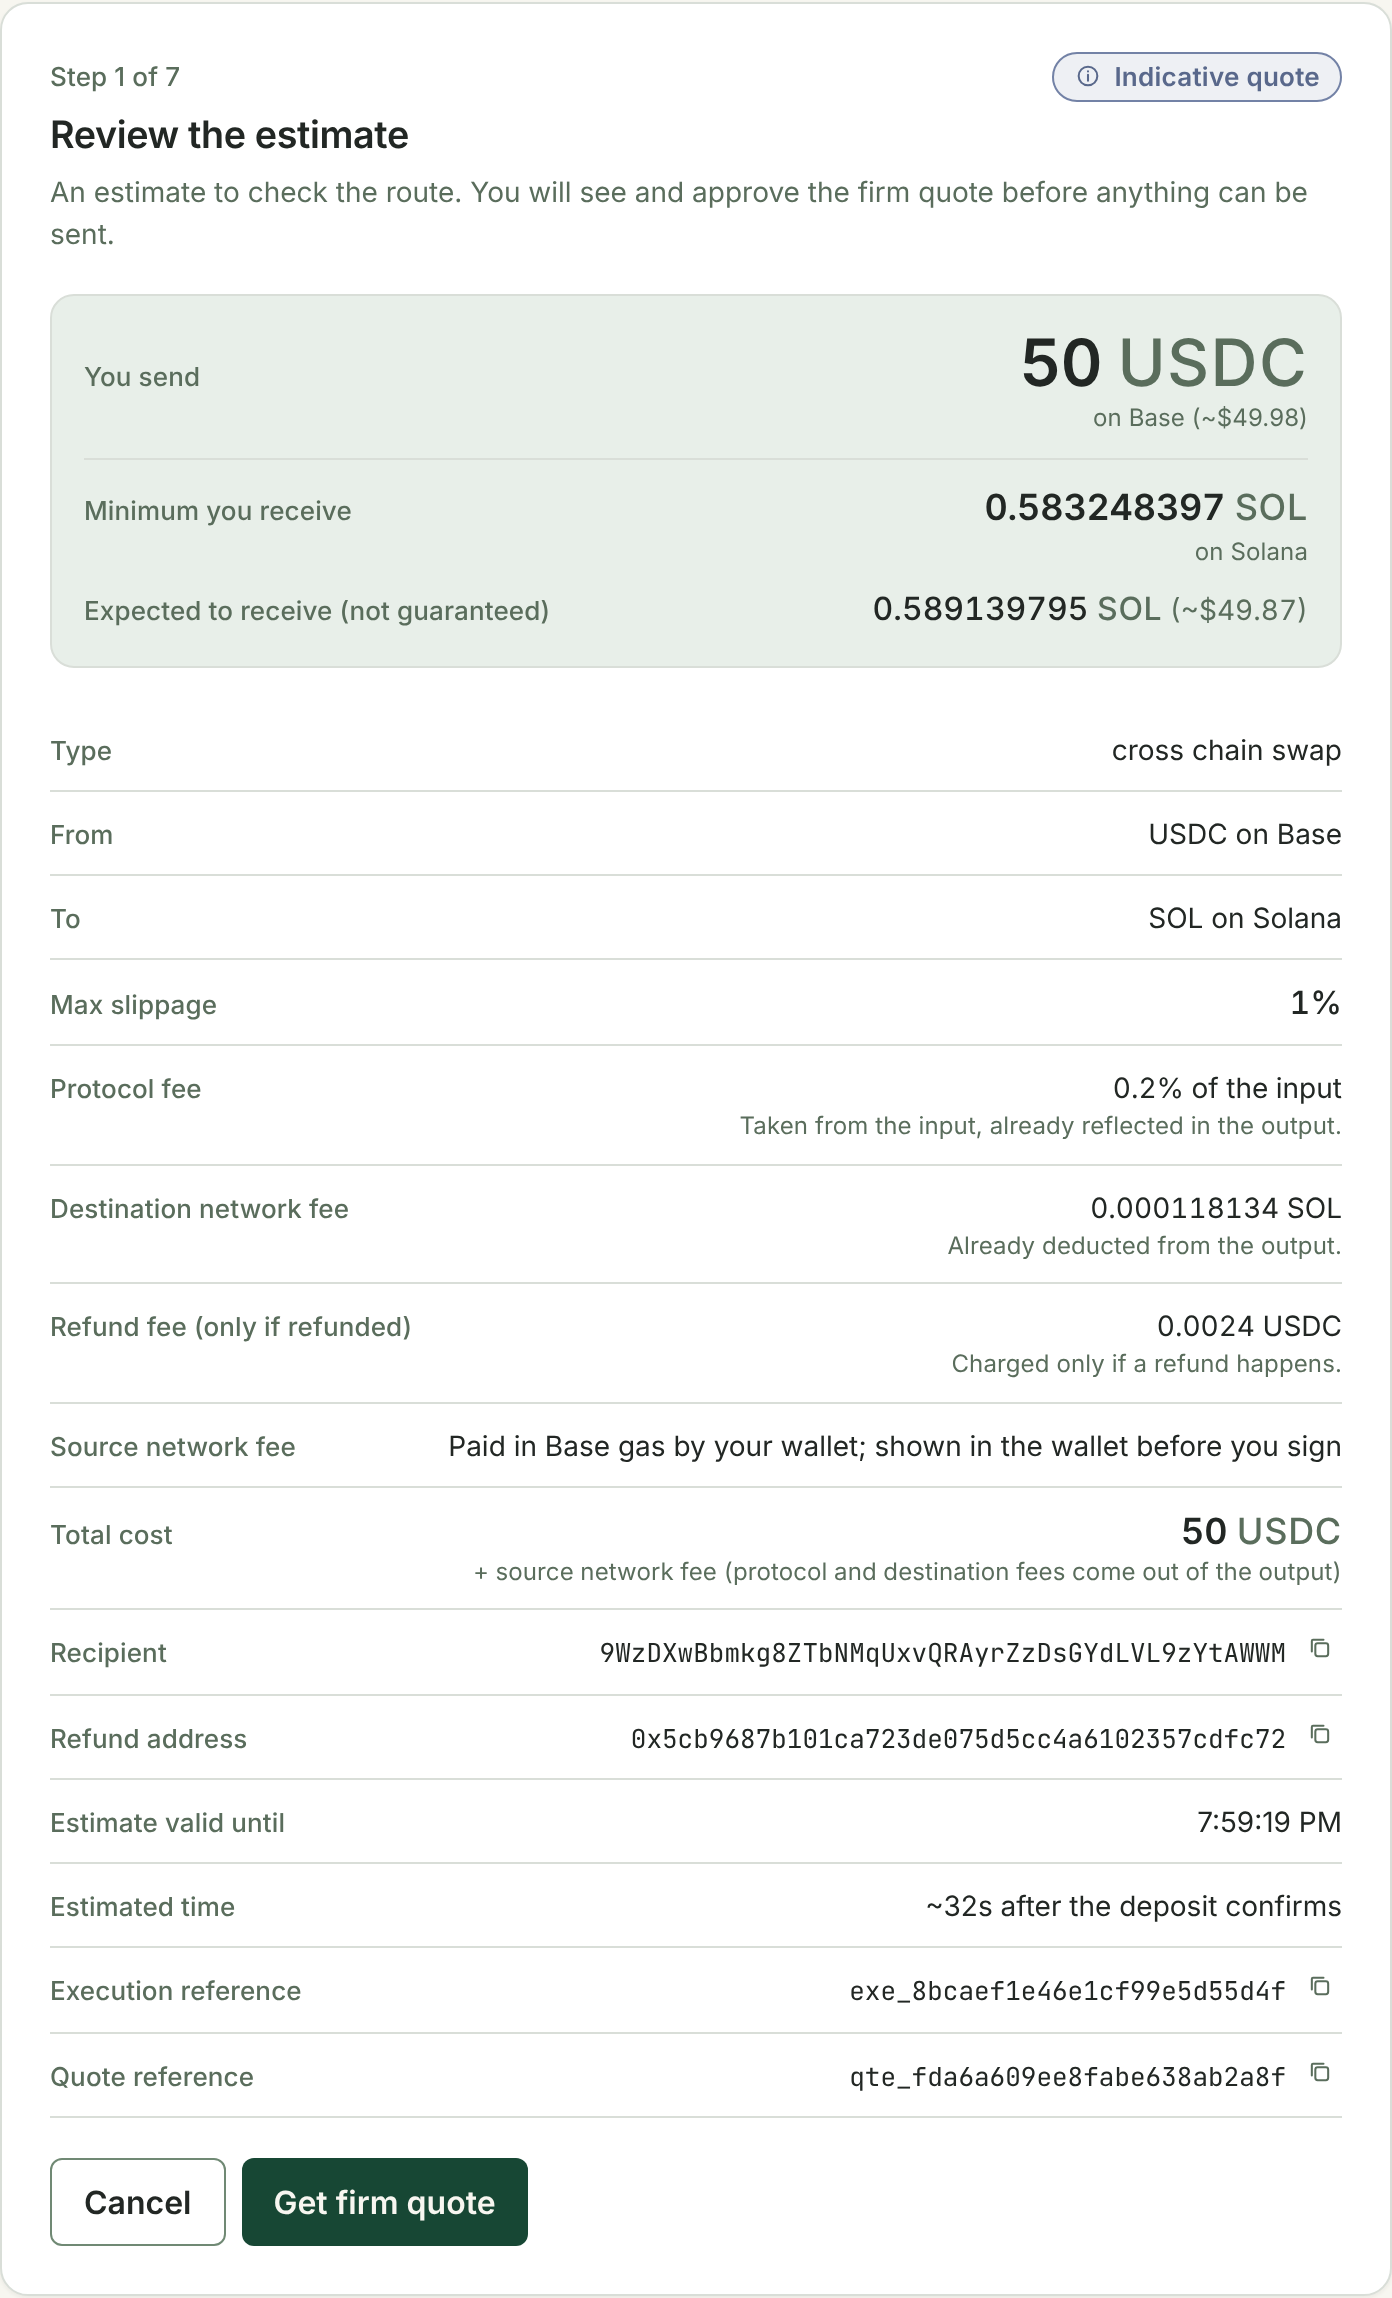 Step 1 of 7
Indicative quote
Review the estimate
An estimate to check the route. You will see and approve the firm quote before anything can be
sent.
You send
50 USDC
on Base (~$49.98)
Minimum you receive
0.583248397 SOL
on Solana
Expected to receive (not guaranteed)
0.589139795 SOL (~$49.87)
Type
cross chain swap
From
USDC on Base
To
SOL on Solana
Max slippage
1%
Protocol fee
0.2% of the input
Taken from the input, already reflected in the output.
Destination network fee
0.000118134 SOL
Already deducted from the output.
Refund fee (only if refunded)
0.0024 USDC
Charged only if a refund happens.
Source network fee
Paid in Base gas by your wallet; shown in the wallet before you sign
Total cost
50 USDC
+ source network fee (protocol and destination fees come out of the output)
Recipient
9WzDXwBbmkg8ZTbNMqUxvQRAyrZzDsGYdLVL9zYtAWWM
Refund address
0x5cb9687b101ca723de075d5cc4a6102357cdfc72
Estimate valid until
7:59:19 PM
Estimated time
~32s after the deposit confirms
Execution reference
exe_8bcaef1e46e1cf99e5d55d4f
Quote reference
qte_fda6a609ee8fabe638ab2a8f
Cancel
Get firm quote